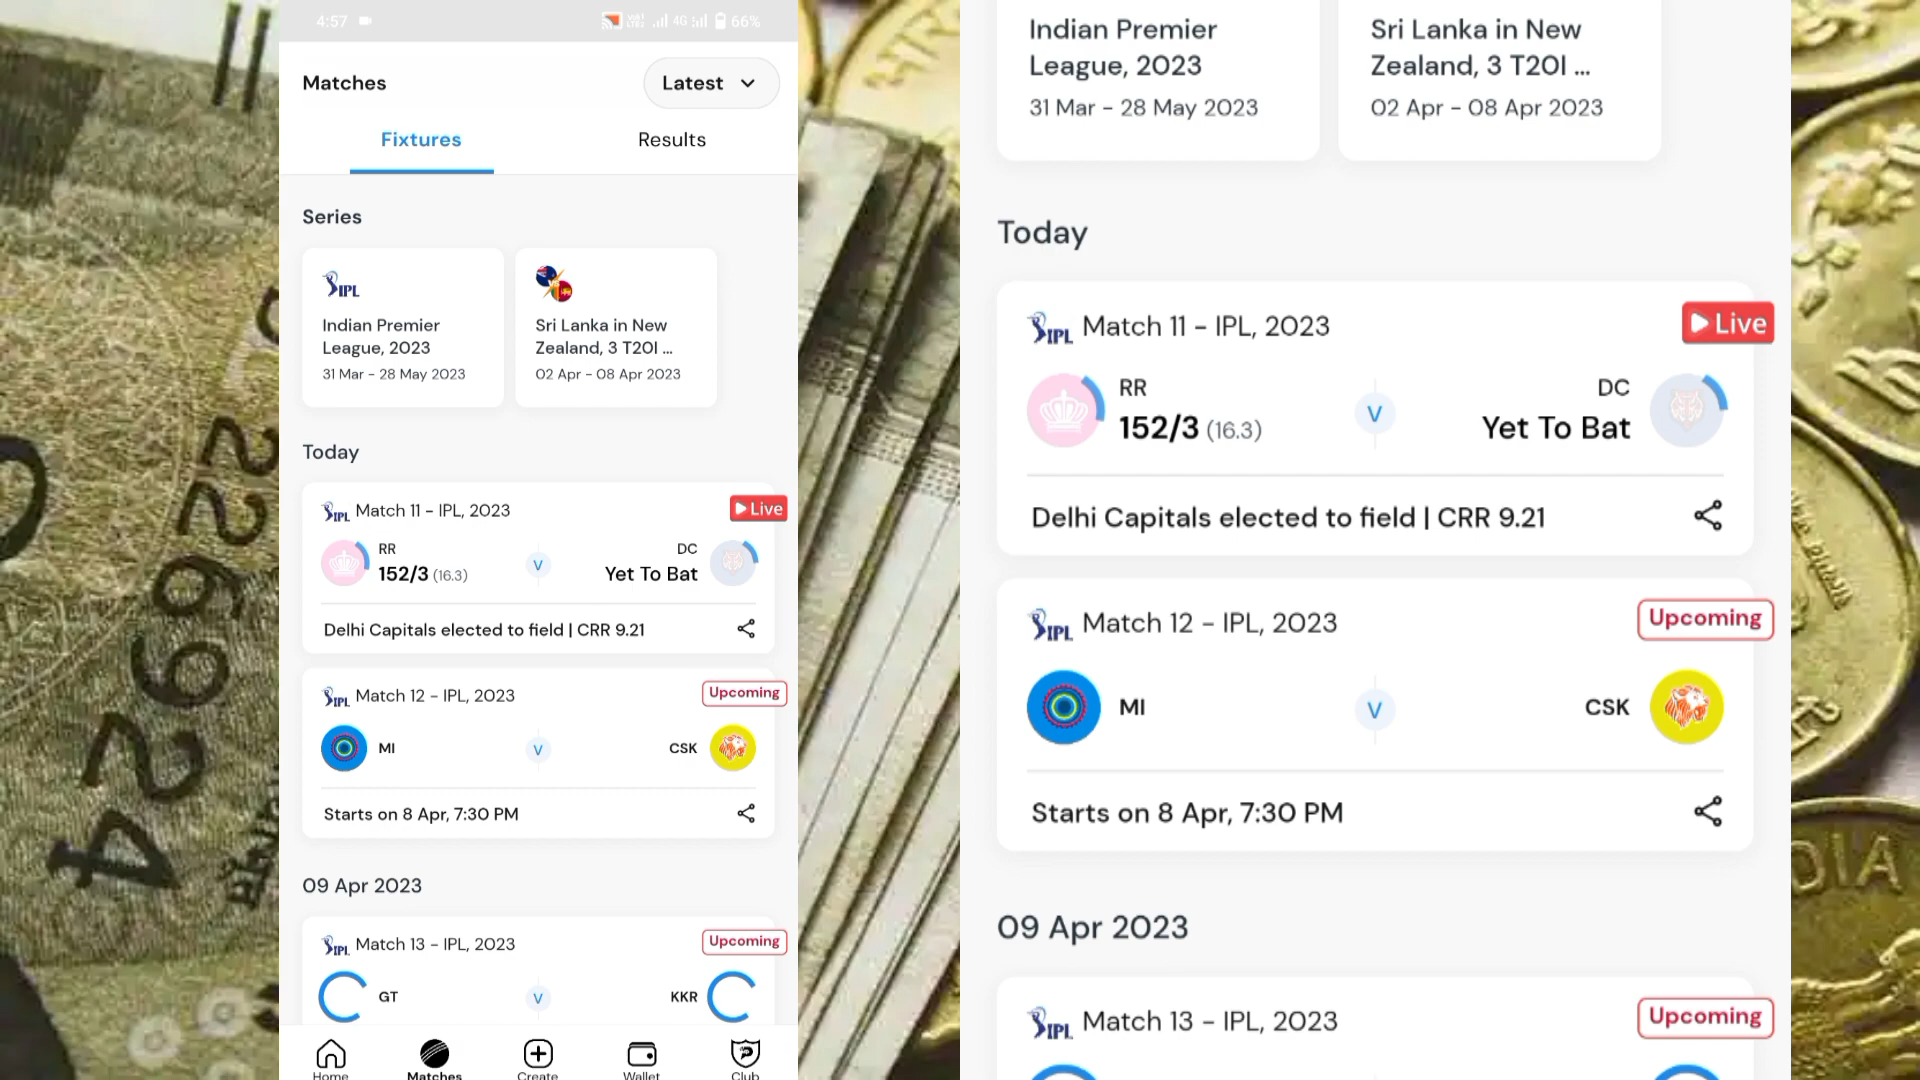 4:57
4G
66%
Matches
Latest
Fixtures
Results
Series
IPL
Indian Premier
League, 2023
31 Mar - 28 May 2023
Sri Lanka in New
Zealand, 3 T20I ...
02 Apr - 08 Apr 2023
Today
IPL Match 11 - IPL, 2023
Live
RR
152/3 (16.3)
V
DC
Yet To Bat
Delhi Capitals elected to field | CRR 9.21
IPL Match 12 - IPL, 2023
Upcoming
MI
V
CSK
Starts on 8 Apr, 7:30 PM
09 Apr 2023
IPL Match 13 - IPL, 2023
Upcoming
GT
V
KKR
Home
Matches
Create
Wallet
Club
Indian Premier
League, 2023
31 Mar - 28 May 2023
Sri Lanka in New
Zealand, 3 T20I ...
02 Apr - 08 Apr 2023
Today
IPL Match 11 - IPL, 2023
Live
RR
152/3 (16.3)
V
DC
Yet To Bat
Delhi Capitals elected to field | CRR 9.21
IPL Match 12 - IPL, 2023
Upcoming
MI
V
CSK
Starts on 8 Apr, 7:30 PM
09 Apr 2023
IPL Match 13 - IPL, 2023
Upcoming